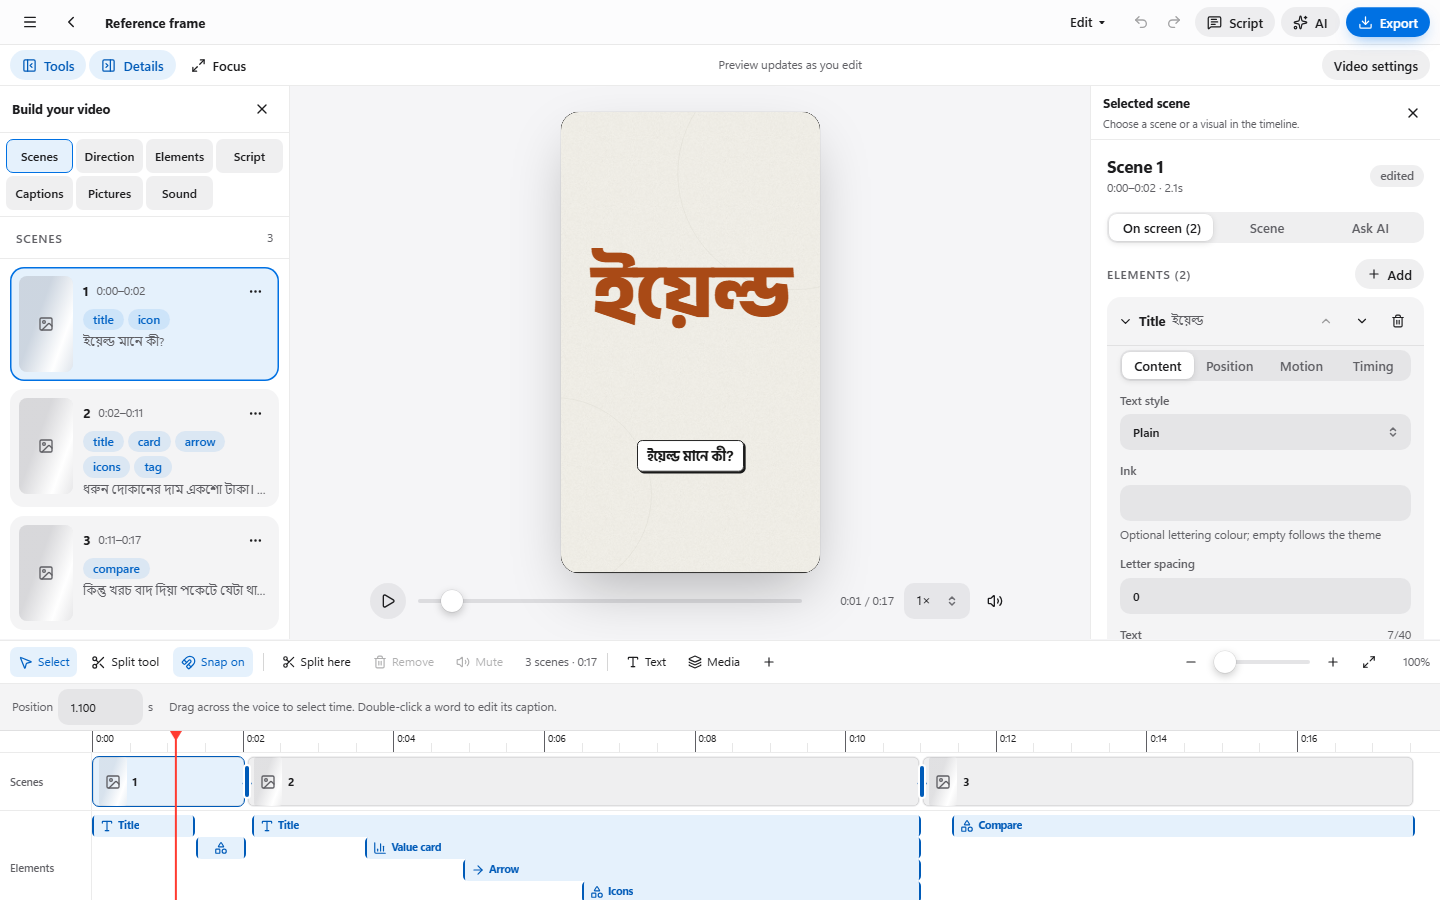 Reference frame
Edit
Script
AI
Export
Tools
Details
Focus
Preview updates as you edit
Video settings
Build your video
Scenes
Direction
Elements
Script
Captions
Pictures
Sound
SCENES
3
1 0:00–0:02
title
icon
ইয়েল্ড মানে কী?
2 0:02–0:11
title
card
arrow
icons
tag
ধরুন দোকানের দাম একশো টাকা। ...
3 0:11–0:17
compare
কিন্তু খরচ বাদ দিয়া পকেটে যেটা থা...
ইয়েল্ড
ইয়েল্ড মানে কী?
0:01 / 0:17
1×
Selected scene
Choose a scene or a visual in the timeline.
Scene 1
0:00–0:02 · 2.1s
edited
On screen (2)
Scene
Ask AI
ELEMENTS (2)
Add
Title ইয়েল্ড
Content
Position
Motion
Timing
Text style
Plain
Ink
Optional lettering colour; empty follows the theme
Letter spacing
0
Text
7/40
Select
Split tool
Snap on
Split here
Remove
Mute
3 scenes · 0:17
Text
Media
100%
Position
1.100
s
Drag across the voice to select time. Double-click a word to edit its caption.
0:00
0:02
0:04
0:06
0:08
0:10
0:12
0:14
0:16
Scenes
1
2
3
Elements
Title
Title
Compare
Value card
Arrow
Icons